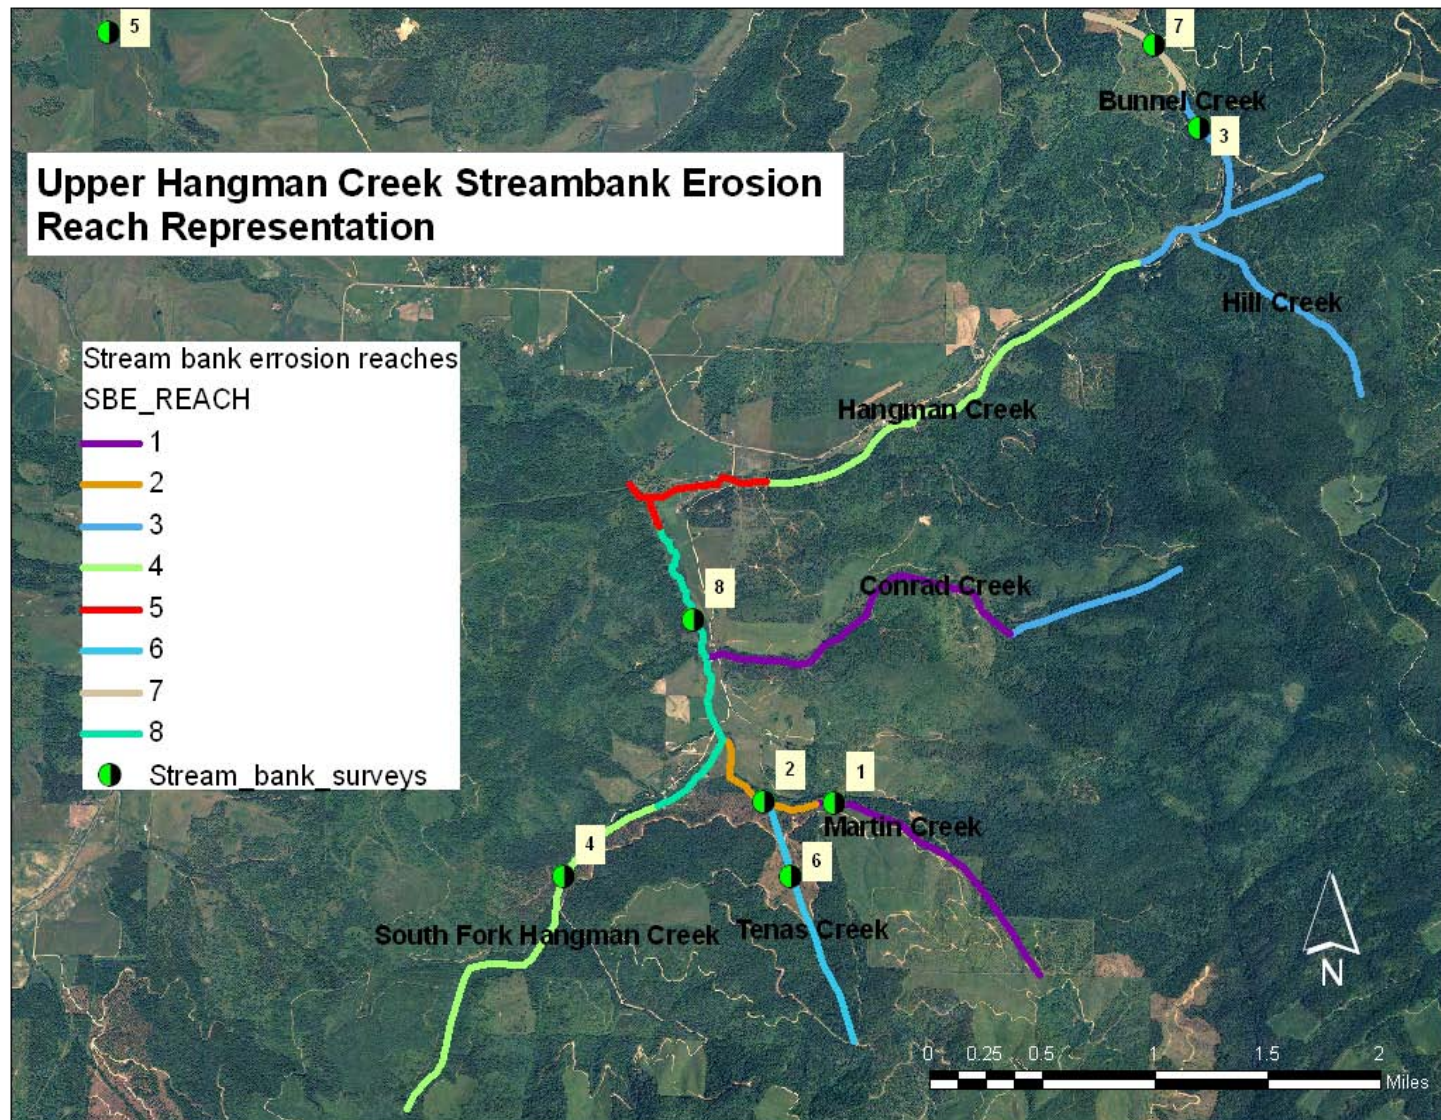 5
7
Bunnel Creek
3
Upper Hangman Creek Streambank Erosion
Reach Representation
Hill Creek
Stream bank errosion reaches
SBE_REACH
1
2
3
4
5
6
7
8
Stream_bank_surveys
Hangman Creek
Conrad Creek
8
2
1
Martin Creek
4
6
South Fork Hangman Creek
Tenas Creek
N
0 0.25 0.5 1 1.5 2
Miles